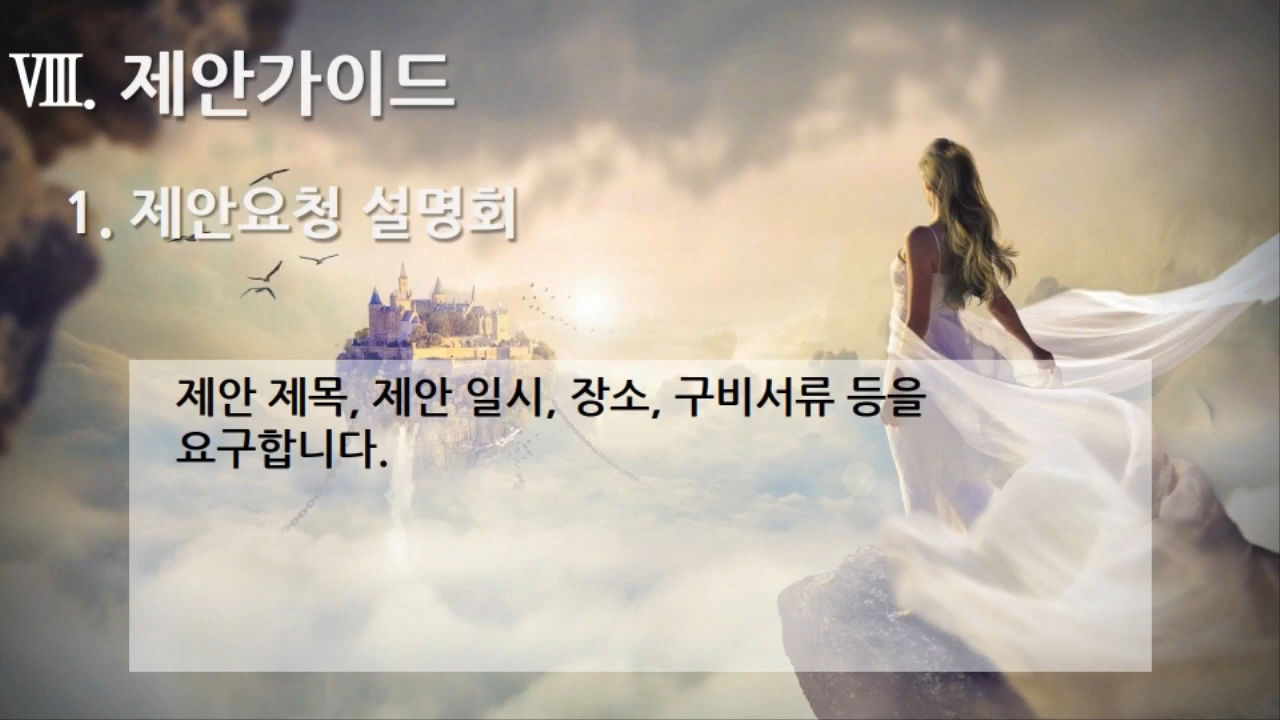 Ⅷ. 제안가이드
1. 제안요청 설명회
제안 제목, 제안 일시, 장소, 구비서류 등을
요구합니다.